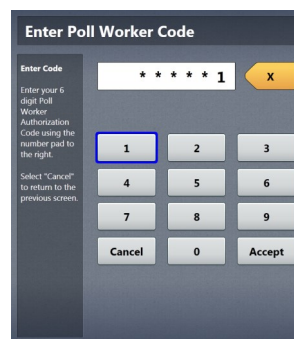 Enter Poll Worker Code
Enter Code
Enter your 6
digit Poll
Worker
Authorization
Code using the
number pad to
the right.
Select "Cancel"
to return to the
previous screen.
* * * * * 1 X
1 2 3
4 5 6
7 8 9
Cancel 0 Accept